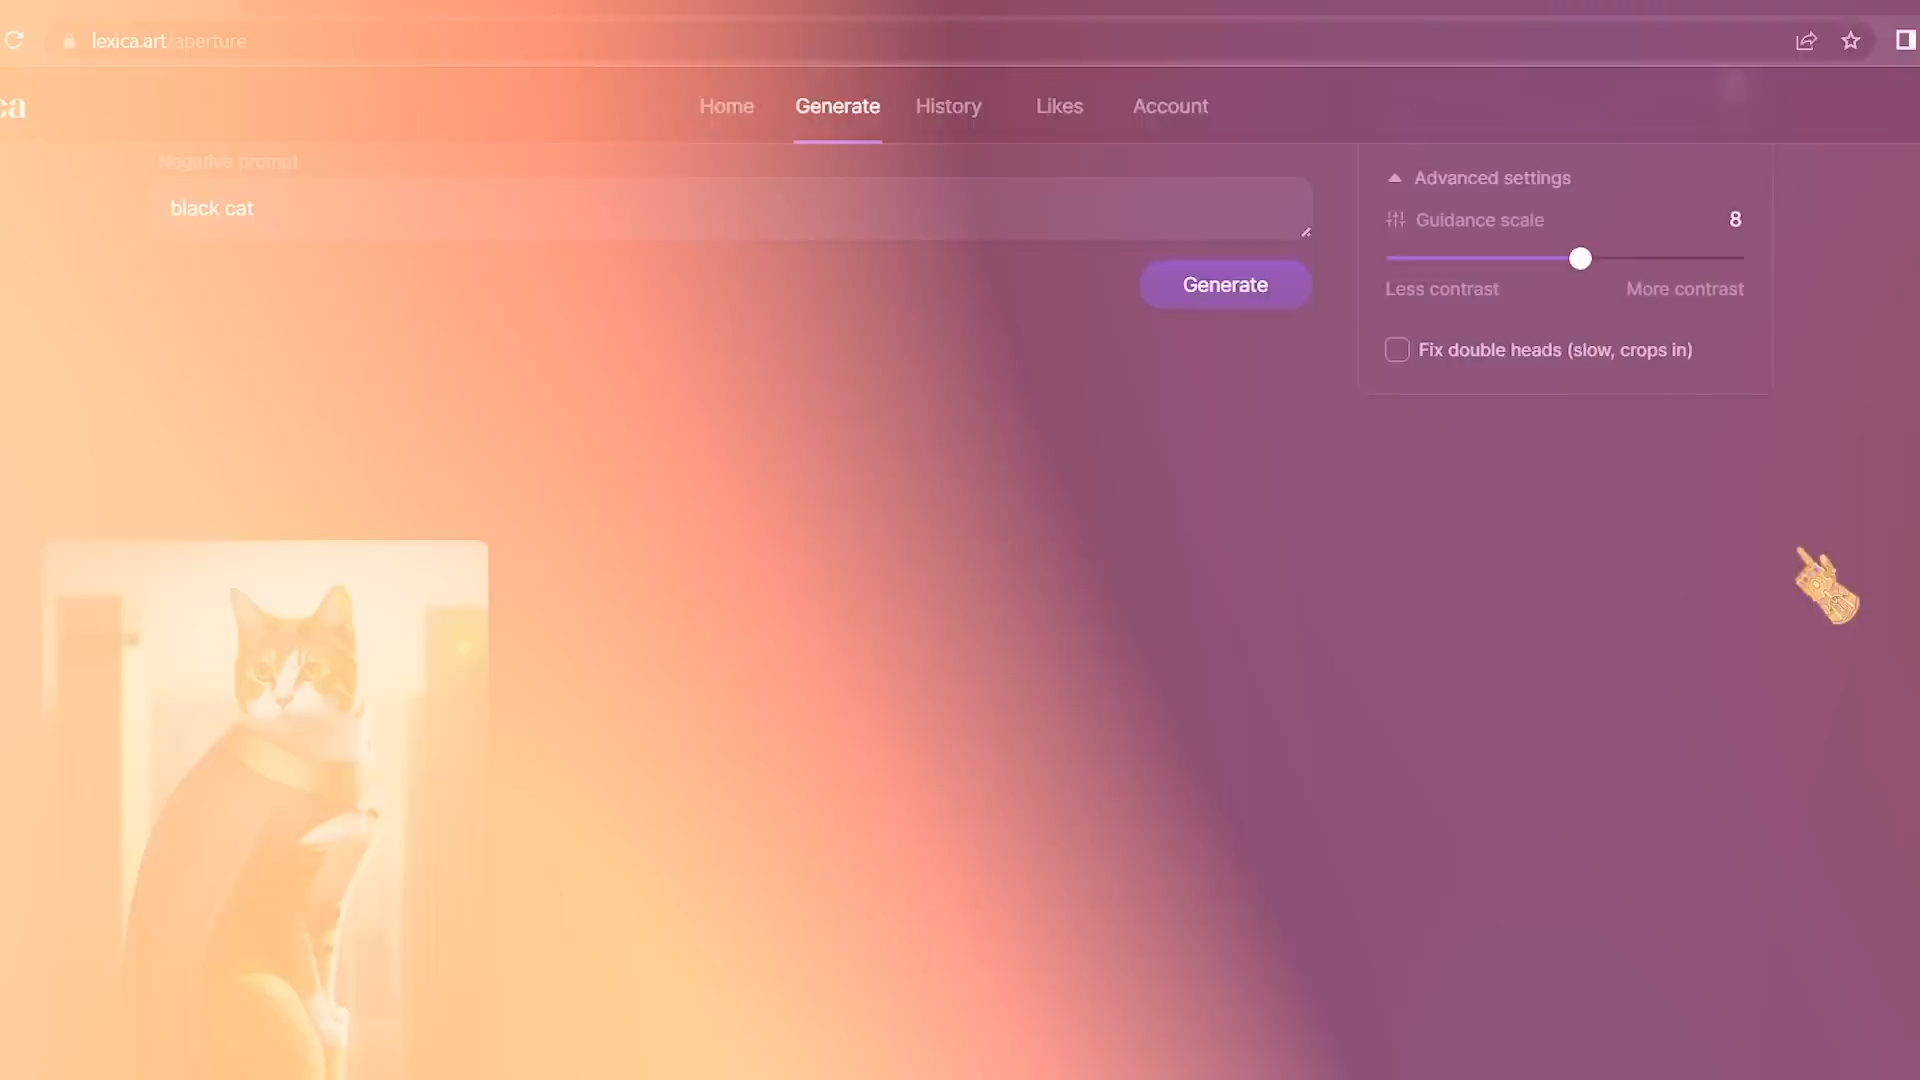 lexica.art/aperture
ca
Home Generate History Likes Account
Negative prompt
black cat
Generate
Advanced settings
Guidance scale 8
Less contrast More contrast
Fix double heads (slow, crops in)